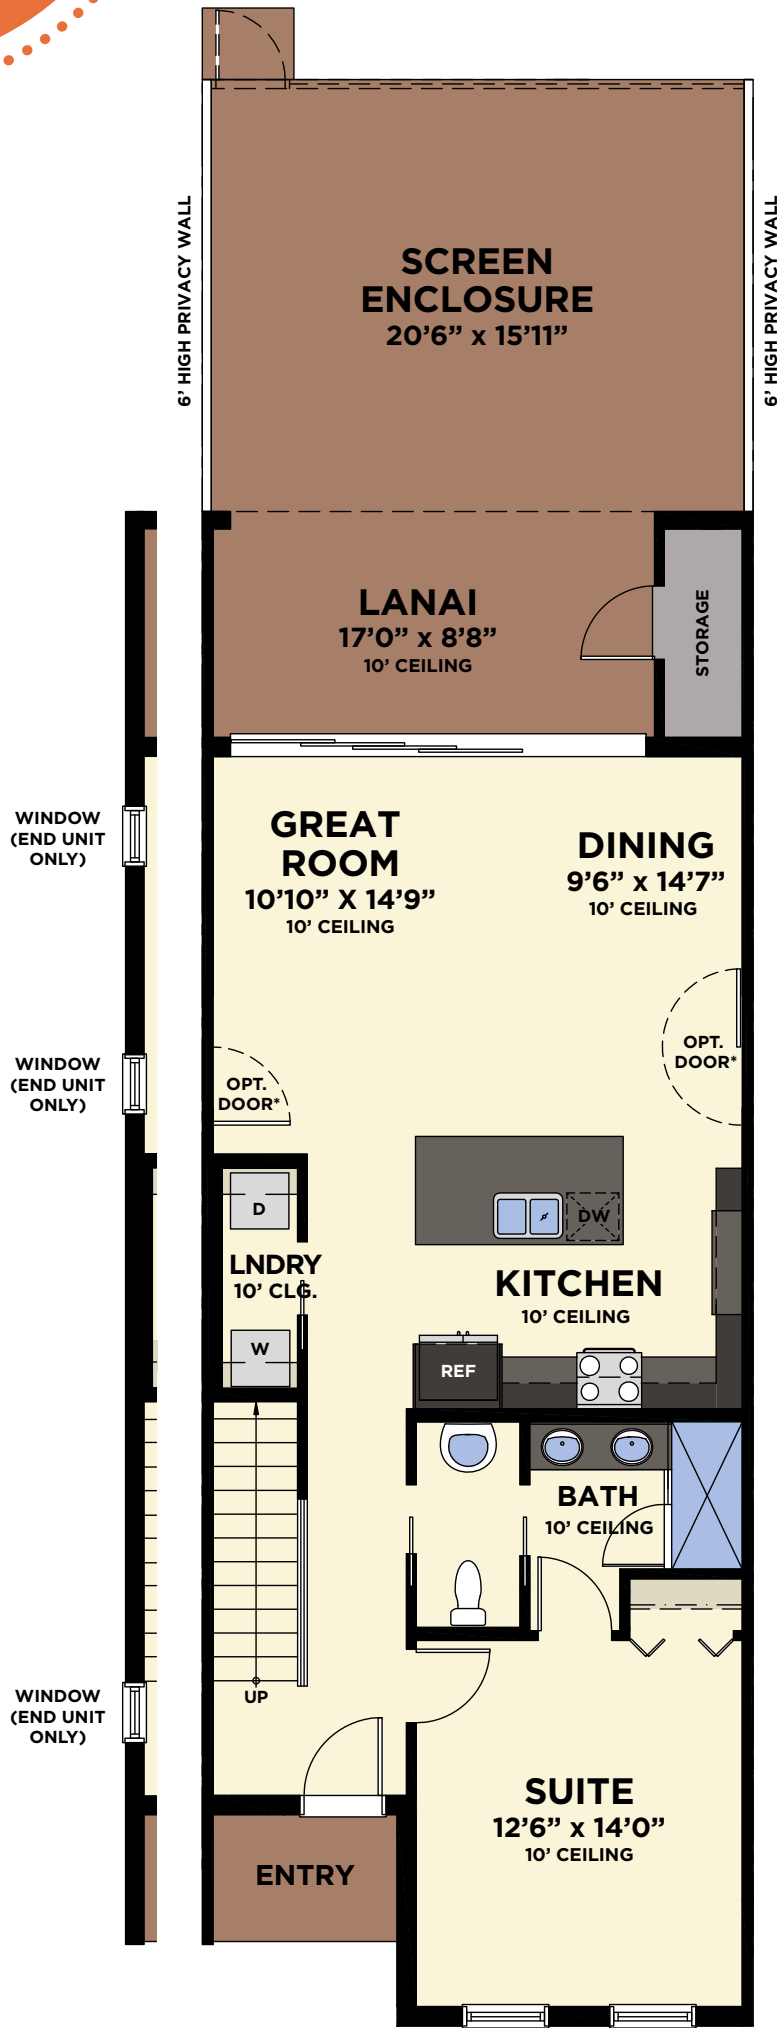 6' HIGH PRIVACY WALL
6' HIGH PRIVACY WALL
SCREEN
ENCLOSURE
20'6" x 15'11"
LANAI
17'0" x 8'8"
10' CEILING
STORAGE
WINDOW
(END UNIT
ONLY)
GREAT
ROOM
10'10" X 14'9"
10' CEILING
DINING
9'6" x 14'7"
10' CEILING
WINDOW
(END UNIT
ONLY)
OPT.
DOOR*
OPT.
DOOR*
D
LNDRY
10' CLG.
W
DW
KITCHEN
10' CEILING
REF
BATH
10' CEILING
UP
WINDOW
(END UNIT
ONLY)
SUITE
12'6" x 14'0"
10' CEILING
ENTRY